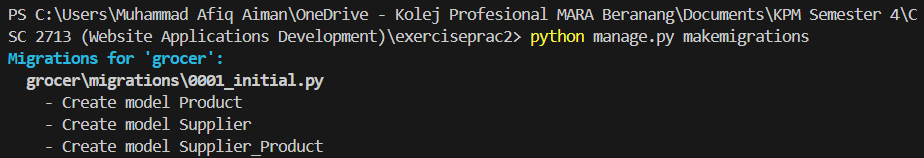 PS C:\Users\Muhammad Afiq Aiman\OneDrive - Kolej Profesional MARA Beranang\Documents\KPM Semester 4\C
SC 2713 (Website Applications Development)\exerciseprac2> python manage.py makemigrations
Migrations for 'grocer':
  grocer\migrations\0001_initial.py
    - Create model Product
    - Create model Supplier
    - Create model Supplier_Product